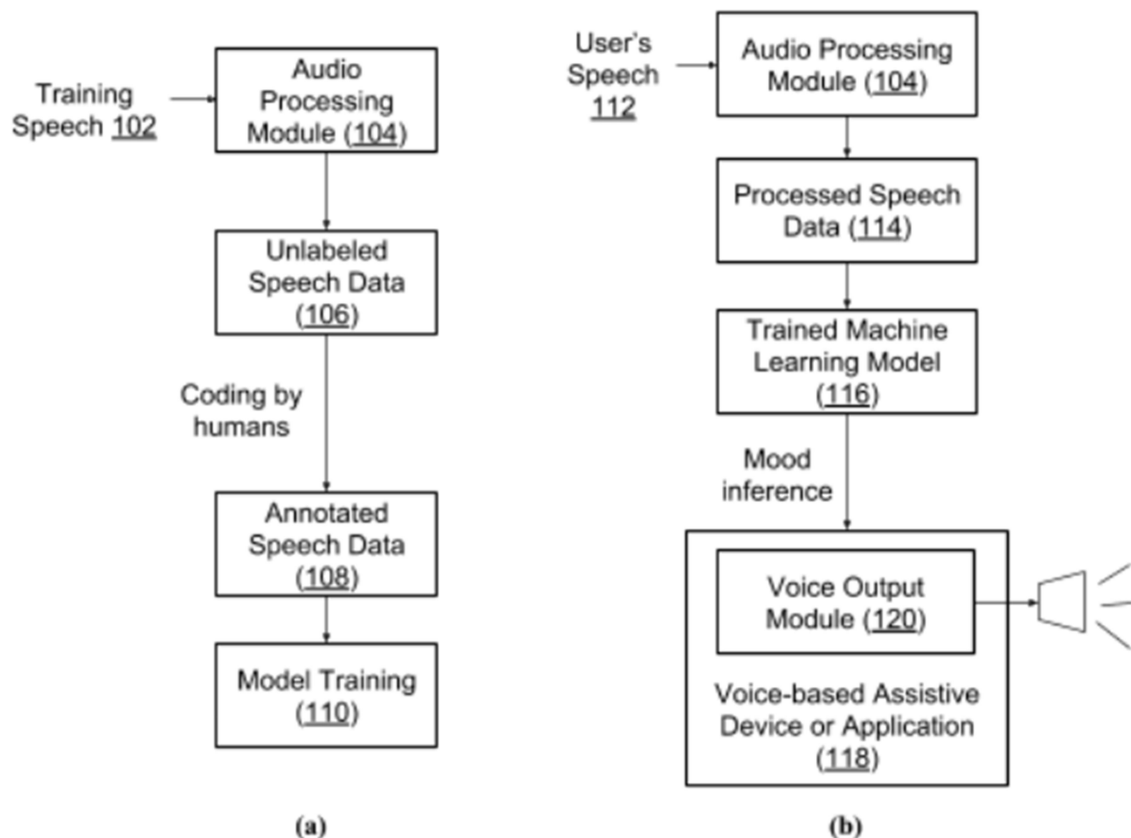 Training
Speech 102
Audio
Processing
Module (104)
Unlabeled
Speech Data
(106)
Coding by
humans
Annotated
Speech Data
(108)
Model Training
(110)
(a)
User's
Speech
112
Audio Processing
Module (104)
Processed Speech
Data (114)
Trained Machine
Learning Model
(116)
Mood
inference
Voice Output
Module (120)
Voice-based Assistive
Device or Application
(118)
(b)